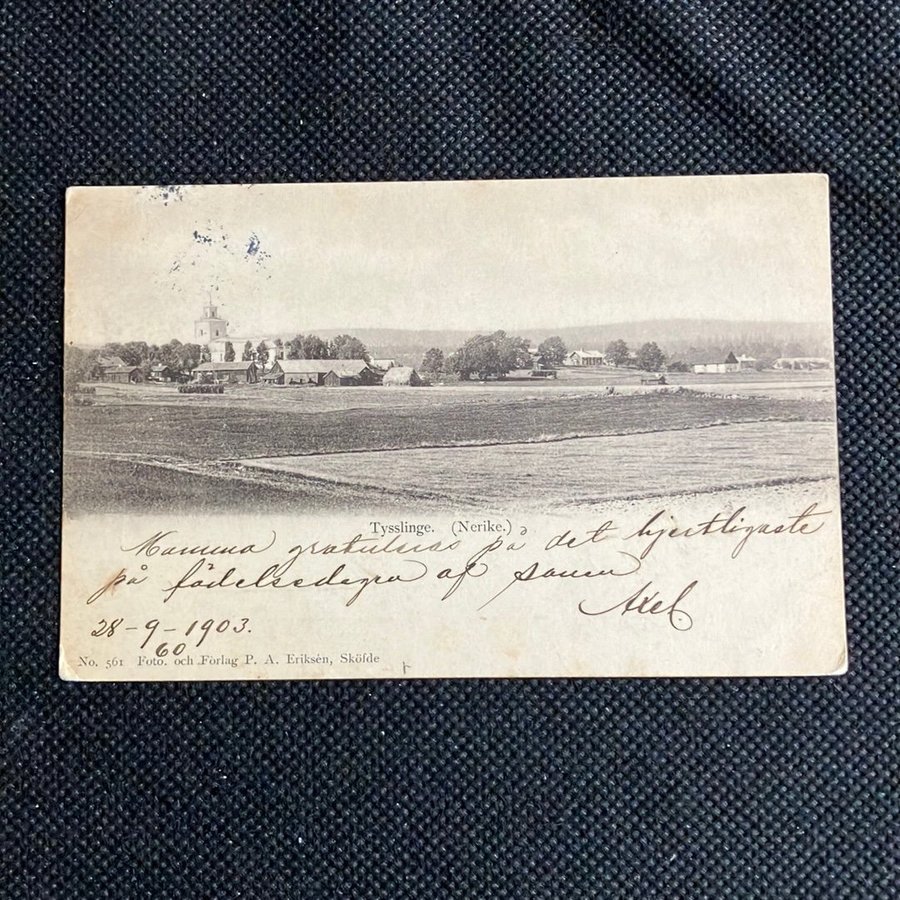 Tysslinge. (Nerike.)
Mamma gratuleras på det hjertligaste
på födelsedagen af sonen
Axel.
28-9-1903.
60
No. 561 Foto. och Förlag P. A. Eriksén, Sköfde